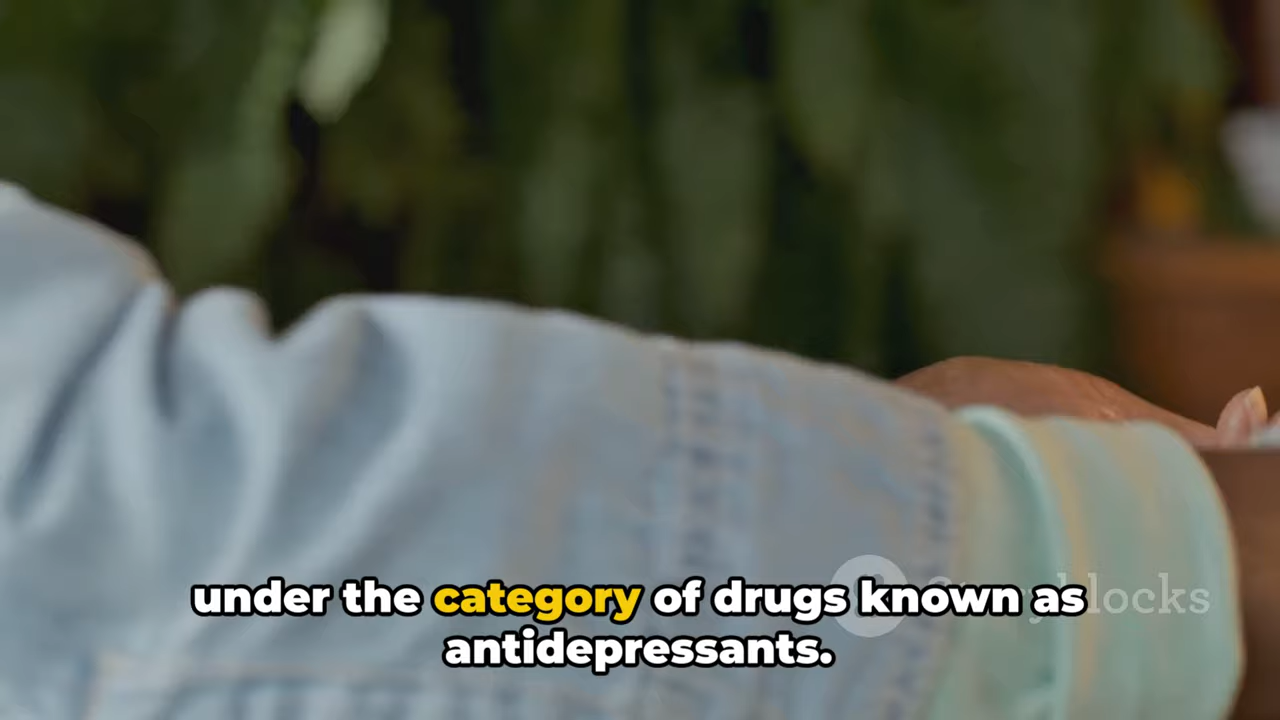 under the category of drugs known as
antidepressants.